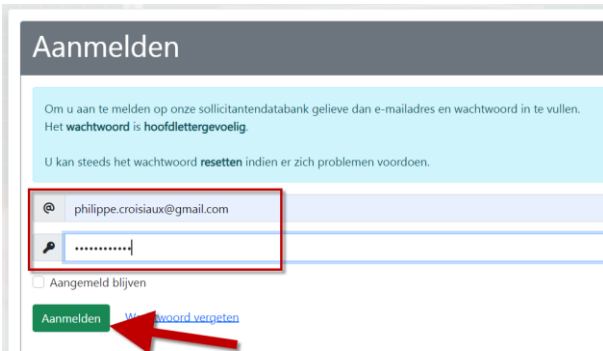 Aanmelden
Om u aan te melden op onze sollicitantendatabank gelieve dan e-mailadres en wachtwoord in te vullen.
Het wachtwoord is hoofdlettergevoelig.
U kan steeds het wachtwoord resetten indien er zich problemen voordoen.
@ philippe.croisiaux@gmail.com
••••••••••••
Aangemeld blijven
Aanmelden Wachtwoord vergeten